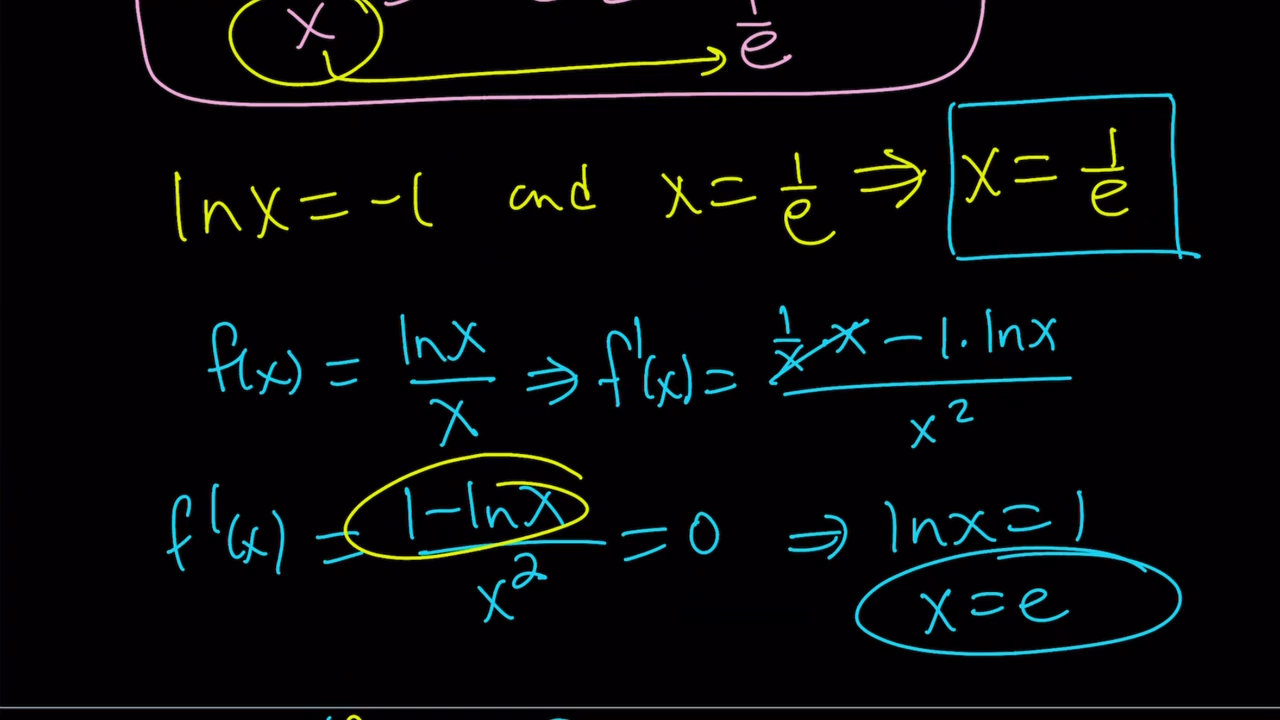 x 1/e
ln x = -1 and x = 1/e ⇒ x = 1/e
f(x) = ln x / x ⇒ f'(x) = (1/x · x - 1 · ln x) / x²
f'(x) = (1 - ln x) / x² = 0 ⇒ ln x = 1
x = e